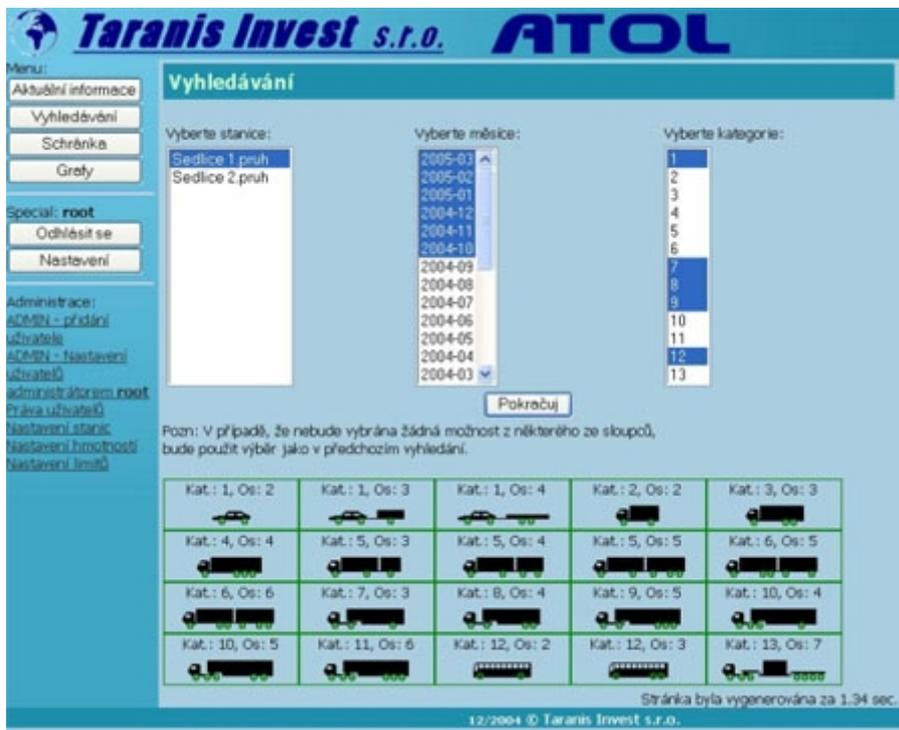 Taranis Invest s.r.o. ATOL
Menu:
Aktuální informace
Vyhledávání
Schránka
Grafy
Special: root
Odhlásit se
Nastavení
Administrace:
ADMIN - přidání
uživatele
ADMIN - Nastavení
uživatelů
administrátorem root
Práva uživatelů
Nastavení stanic
Nastavení hmotností
Nastavení limitů
Vyhledávání
Vyberte stanice:
Sedlice 1.pruh
Sedlice 2.pruh
Vyberte měsíce:
2005-03
2005-02
2005-01
2004-12
2004-11
2004-10
2004-09
2004-08
2004-07
2004-06
2004-05
2004-04
2004-03
Vyberte kategorie:
1
2
3
4
5
6
7
8
9
10
11
12
13
Pokračuj
Pozn: V případě, že nebude vybrána žádná možnost z některého ze sloupců,
bude použit výběr jako v předchozím vyhledání.
Kat.: 1, Os: 2 Kat.: 1, Os: 3 Kat.: 1, Os: 4 Kat.: 2, Os: 2 Kat.: 3, Os: 3
Kat.: 4, Os: 4 Kat.: 5, Os: 3 Kat.: 5, Os: 4 Kat.: 5, Os: 5 Kat.: 6, Os: 5
Kat.: 6, Os: 6 Kat.: 7, Os: 3 Kat.: 8, Os: 4 Kat.: 9, Os: 5 Kat.: 10, Os: 4
Kat.: 10, Os: 5 Kat.: 11, Os: 6 Kat.: 12, Os: 2 Kat.: 12, Os: 3 Kat.: 13, Os: 7
Stránka byla vygenerována za 1.34 sec.
12/2004 © Taranis Invest s.r.o.